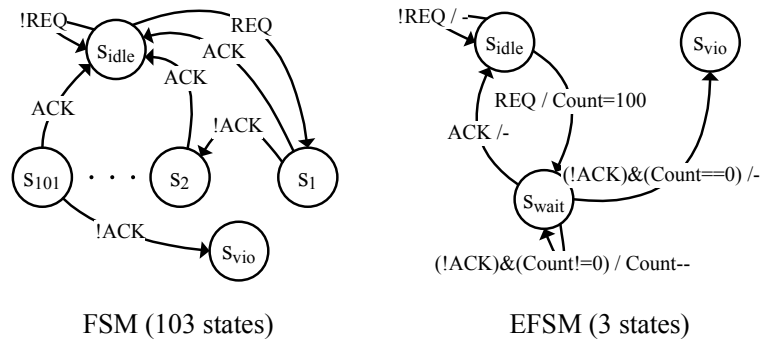 !REQ
s_idle
REQ
ACK
ACK
ACK
!ACK
s_101
. . .
s_2
s_1
!ACK
s_vio
FSM (103 states)
!REQ / -
s_idle
s_vio
REQ / Count=100
ACK /-
(!ACK)&(Count==0) /-
s_wait
(!ACK)&(Count!=0) / Count--
EFSM (3 states)